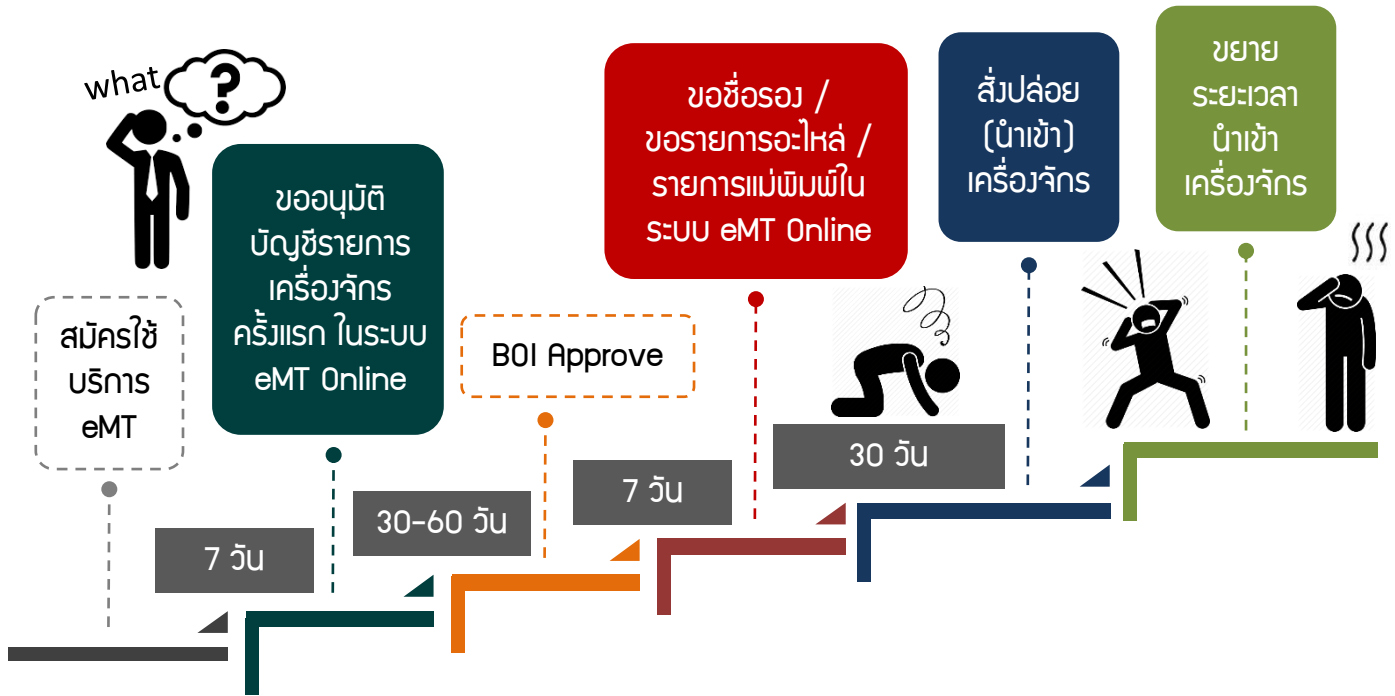 what
?
สมัครใช้
บริการ
eMT
7 วัน
ขออนุมัติ
บัญชีรายการ
เครื่องจักร
ครั้งแรก ในระบบ
eMT Online
30-60 วัน
BOI Approve
7 วัน
ขอชื่อรอง /
ขอรายการอะไหล่ /
รายการแม่พิมพ์ใน
ระบบ eMT Online
30 วัน
สั่งปล่อย
(นำเข้า)
เครื่องจักร
ขยาย
ระยะเวลา
นำเข้า
เครื่องจักร